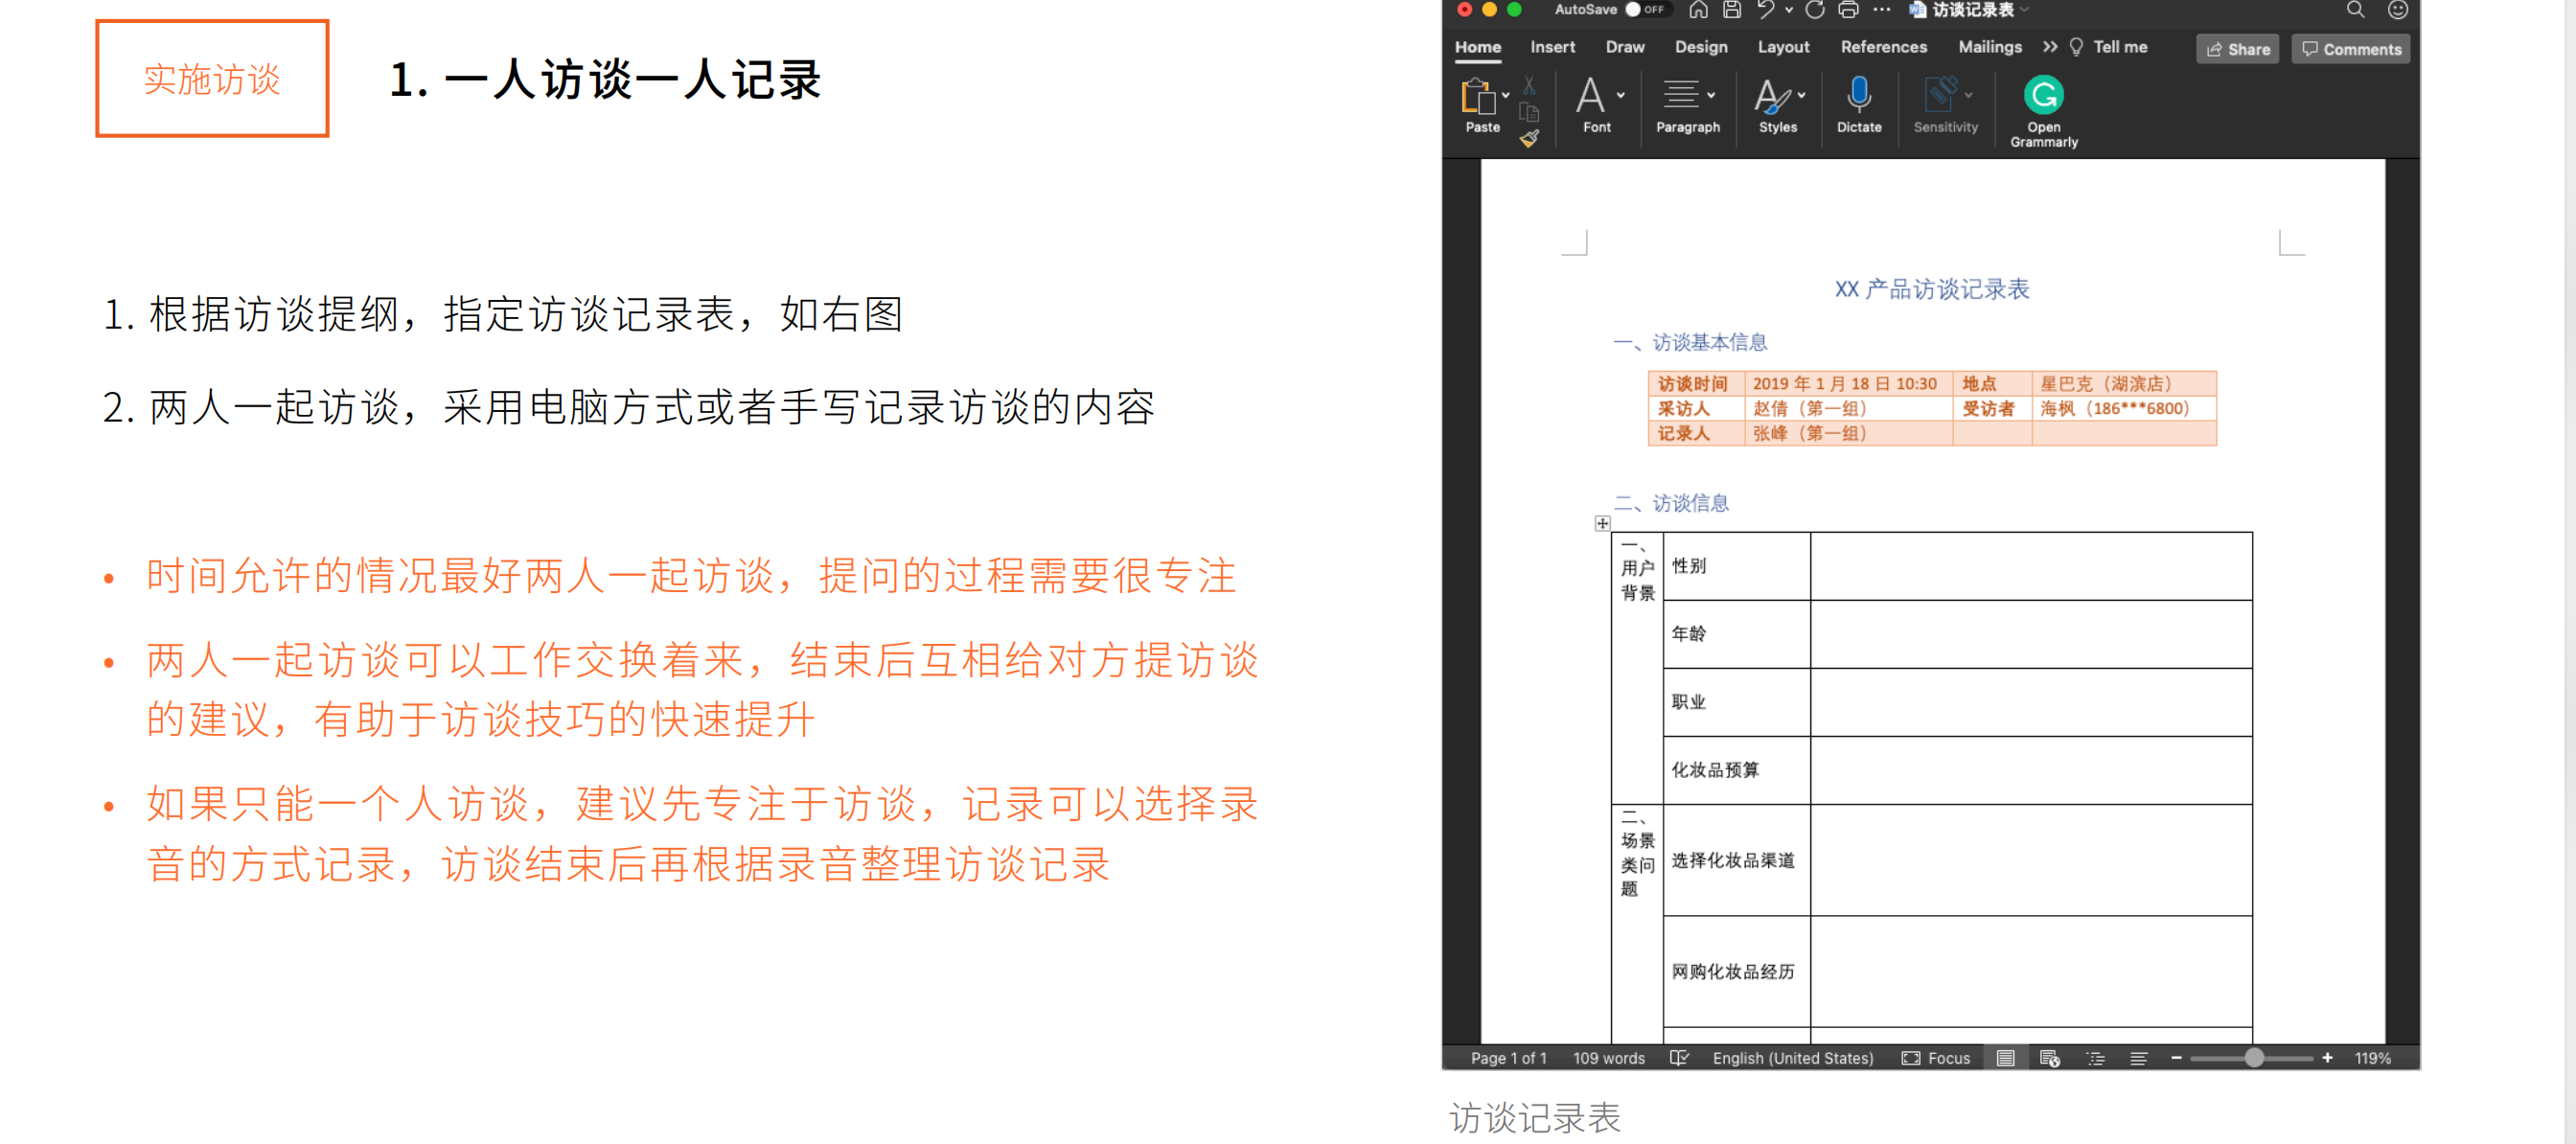 实施访谈
1. 一人访谈一人记录
1. 根据访谈提纲，指定访谈记录表，如右图
2. 两人一起访谈，采用电脑方式或者手写记录访谈的内容
• 时间允许的情况最好两人一起访谈，提问的过程需要很专注
• 两人一起访谈可以工作交换着来，结束后互相给对方提访谈
的建议，有助于访谈技巧的快速提升
• 如果只能一个人访谈，建议先专注于访谈，记录可以选择录
音的方式记录，访谈结束后再根据录音整理访谈记录
AutoSave OFF 访谈记录表
Home Insert Draw Design Layout References Mailings Tell me Share Comments
Paste Font Paragraph Styles Dictate Sensitivity Open
Grammarly
XX 产品访谈记录表
一、访谈基本信息
访谈时间 2019 年 1 月 18 日 10:30 地点 星巴克（湖滨店）
采访人 赵倩（第一组） 受访者 海枫（186***6800）
记录人 张峰（第一组）
二、访谈信息
一、
用户
背景
性别
年龄
职业
化妆品预算
二、
场景
类问
题
选择化妆品渠道
网购化妆品经历
Page 1 of 1 109 words English (United States) Focus 119%
访谈记录表